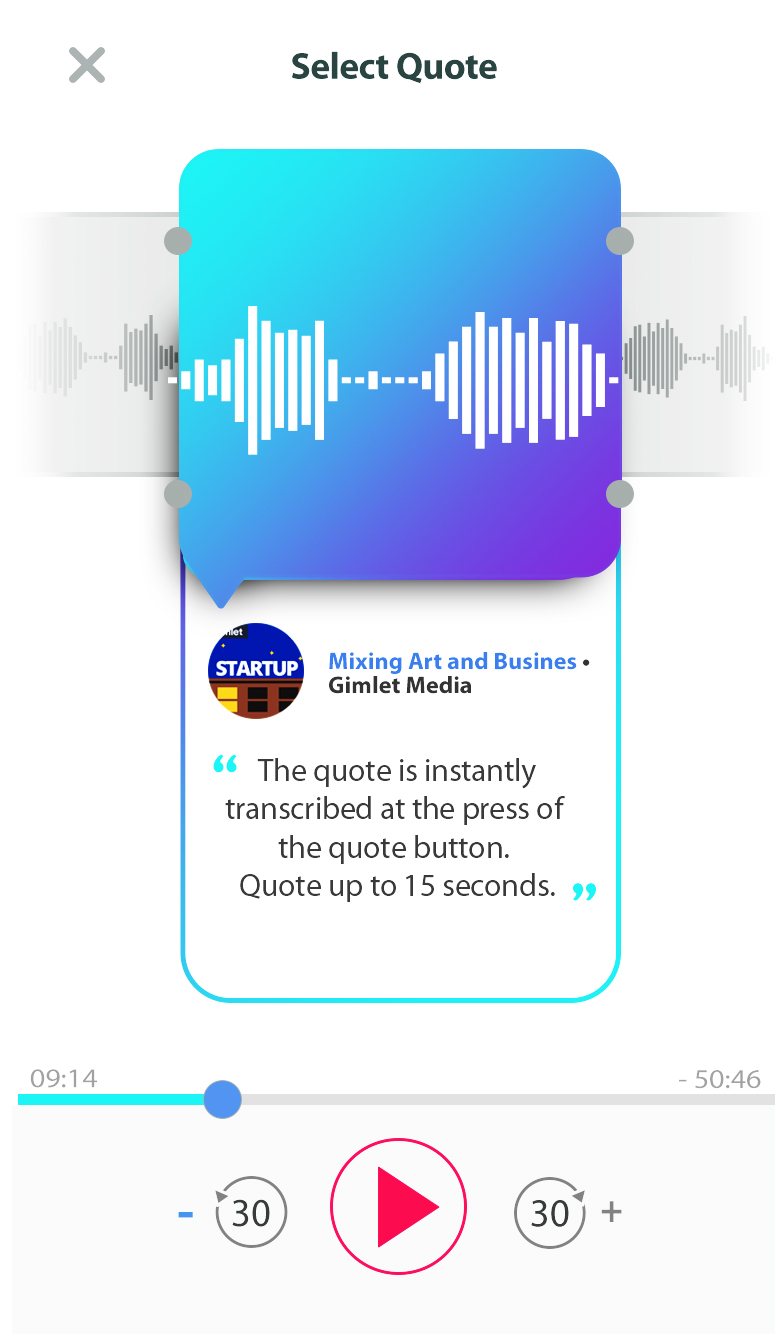 Select Quote
STARTUP
Mixing Art and Busines •
Gimlet Media
“ The quote is instantly
transcribed at the press of
the quote button.
Quote up to 15 seconds. ”
09:14
- 50:46
- 30
30 +